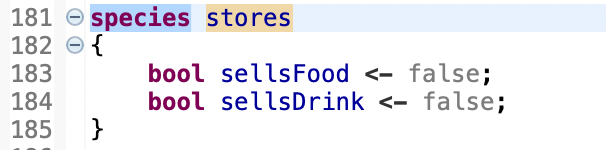 181 species stores
182 {
183     bool sellsFood <- false;
184     bool sellsDrink <- false;
185 }